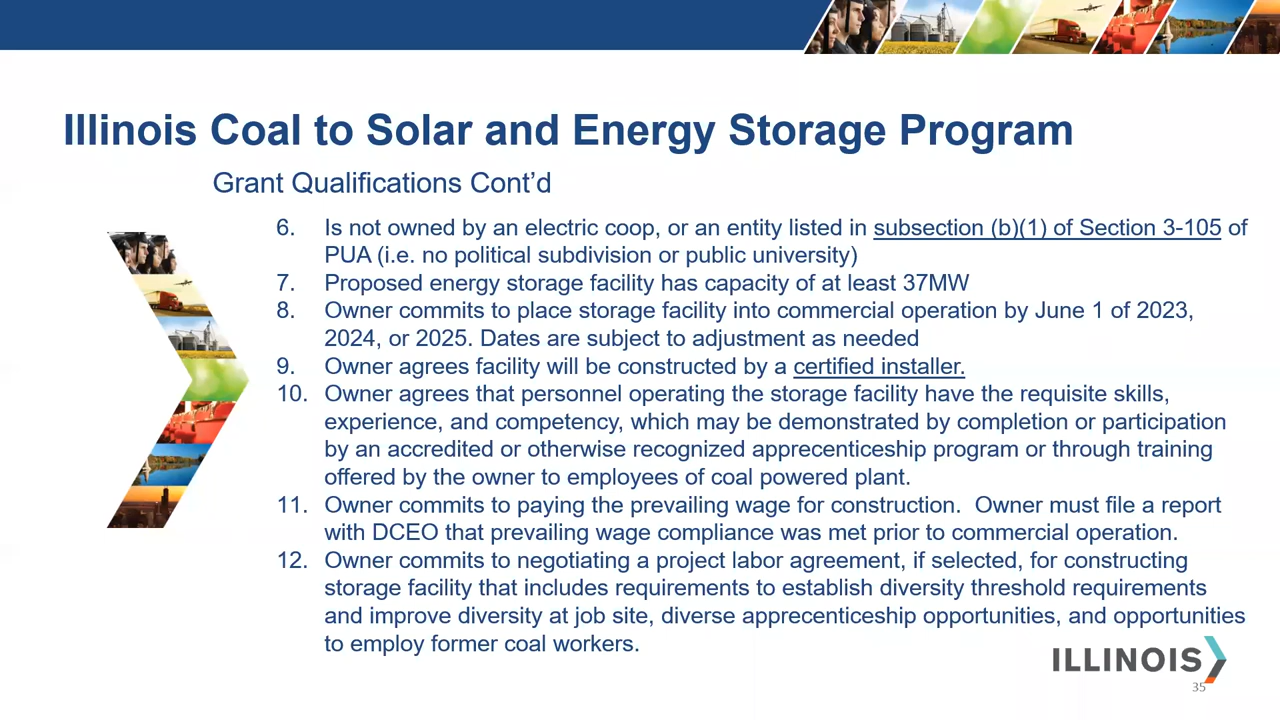 Illinois Coal to Solar and Energy Storage Program
Grant Qualifications Cont’d
6. Is not owned by an electric coop, or an entity listed in subsection (b)(1) of Section 3-105 of
PUA (i.e. no political subdivision or public university)
7. Proposed energy storage facility has capacity of at least 37MW
8. Owner commits to place storage facility into commercial operation by June 1 of 2023,
2024, or 2025. Dates are subject to adjustment as needed
9. Owner agrees facility will be constructed by a certified installer.
10. Owner agrees that personnel operating the storage facility have the requisite skills,
experience, and competency, which may be demonstrated by completion or participation
by an accredited or otherwise recognized apprecenticeship program or through training
offered by the owner to employees of coal powered plant.
11. Owner commits to paying the prevailing wage for construction.  Owner must file a report
with DCEO that prevailing wage compliance was met prior to commercial operation.
12. Owner commits to negotiating a project labor agreement, if selected, for constructing
storage facility that includes requirements to establish diversity threshold requirements
and improve diversity at job site, diverse apprecenticeship opportunities, and opportunities
to employ former coal workers.
ILLINOIS
35